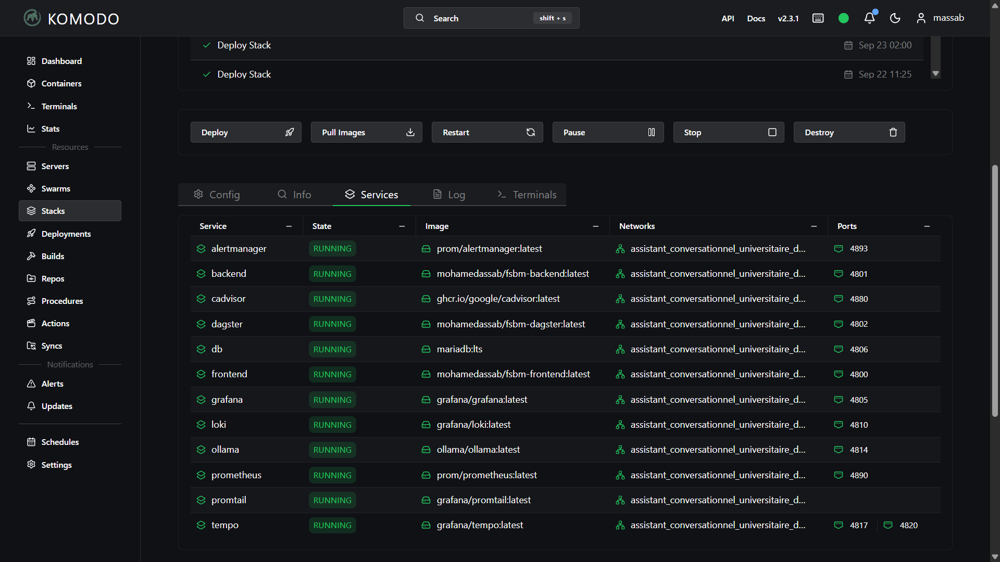 KOMODO
Search shift + s
API Docs v2.3.1 massab
Dashboard
Containers
Terminals
Stats
Resources
Servers
Swarms
Stacks
Deployments
Builds
Repos
Procedures
Actions
Syncs
Notifications
Alerts
Updates
Schedules
Settings
Deploy Stack Sep 23 02:00
Deploy Stack Sep 22 11:25
Deploy Pull Images Restart Pause Stop Destroy
Config Info Services Log Terminals
Service State Image Networks Ports
alertmanager RUNNING prom/alertmanager:latest assistant_conversationnel_universitaire_d... 4893
backend RUNNING mohamedassab/fsbm-backend:latest assistant_conversationnel_universitaire_d... 4801
cadvisor RUNNING ghcr.io/google/cadvisor:latest assistant_conversationnel_universitaire_d... 4880
dagster RUNNING mohamedassab/fsbm-dagster:latest assistant_conversationnel_universitaire_d... 4802
db RUNNING mariadb:lts assistant_conversationnel_universitaire_d... 4806
frontend RUNNING mohamedassab/fsbm-frontend:latest assistant_conversationnel_universitaire_d... 4800
grafana RUNNING grafana/grafana:latest assistant_conversationnel_universitaire_d... 4805
loki RUNNING grafana/loki:latest assistant_conversationnel_universitaire_d... 4810
ollama RUNNING ollama/ollama:latest assistant_conversationnel_universitaire_d... 4814
prometheus RUNNING prom/prometheus:latest assistant_conversationnel_universitaire_d... 4890
promtail RUNNING grafana/promtail:latest assistant_conversationnel_universitaire_d...
tempo RUNNING grafana/tempo:latest assistant_conversationnel_universitaire_d... 4817 4820